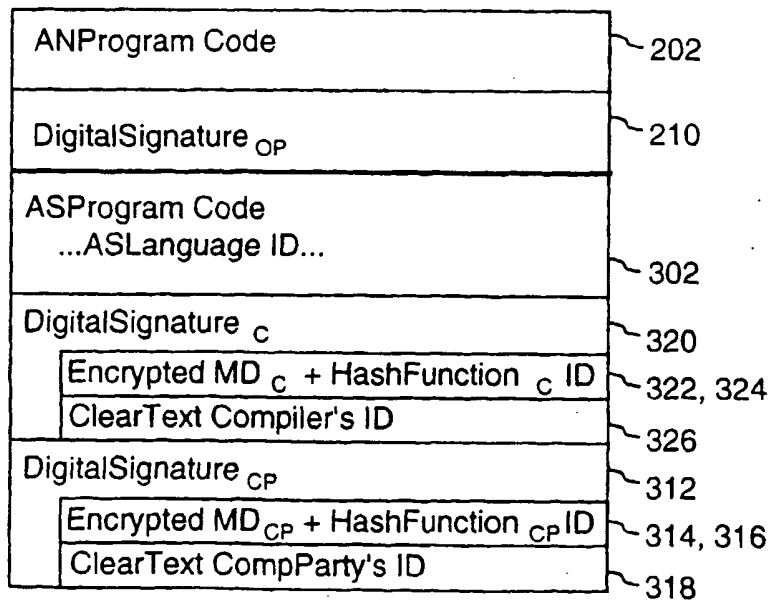 ANProgram Code 202
DigitalSignature OP 210
ASProgram Code
...ASLanguage ID... 302
DigitalSignature C 320
Encrypted MD C + HashFunction C ID 322, 324
ClearText Compiler's ID 326
DigitalSignature CP 312
Encrypted MD CP + HashFunction CP ID 314, 316
ClearText CompParty's ID 318